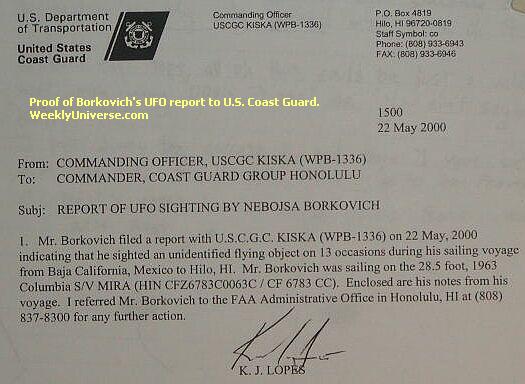 U.S. Department
of Transportation
United States
Coast Guard
Commanding Officer
USCGC KISKA (WPB-1336)
P.O. Box 4819
Hilo, HI 96720-0819
Staff Symbol: co
Phone: (808) 933-6943
FAX: (808) 933-6946
Proof of Borkovich's UFO report to U.S. Coast Guard.
WeeklyUniverse.com
1500
22 May 2000
From: COMMANDING OFFICER, USCGC KISKA (WPB-1336)
To: COMMANDER, COAST GUARD GROUP HONOLULU
Subj: REPORT OF UFO SIGHTING BY NEBOJSA BORKOVICH
1. Mr. Borkovich filed a report with U.S.C.G.C. KISKA (WPB-1336) on 22 May, 2000
indicating that he sighted an unidentified flying object on 13 occasions during his sailing voyage
from Baja California, Mexico to Hilo, HI. Mr. Borkovich was sailing on the 28.5 foot, 1963
Columbia S/V MIRA (HIN CFZ6783C0063C / CF 6783 CC). Enclosed are his notes from his
voyage. I referred Mr. Borkovich to the FAA Administrative Office in Honolulu, HI at (808)
837-8300 for any further action.
K. J. LOPES